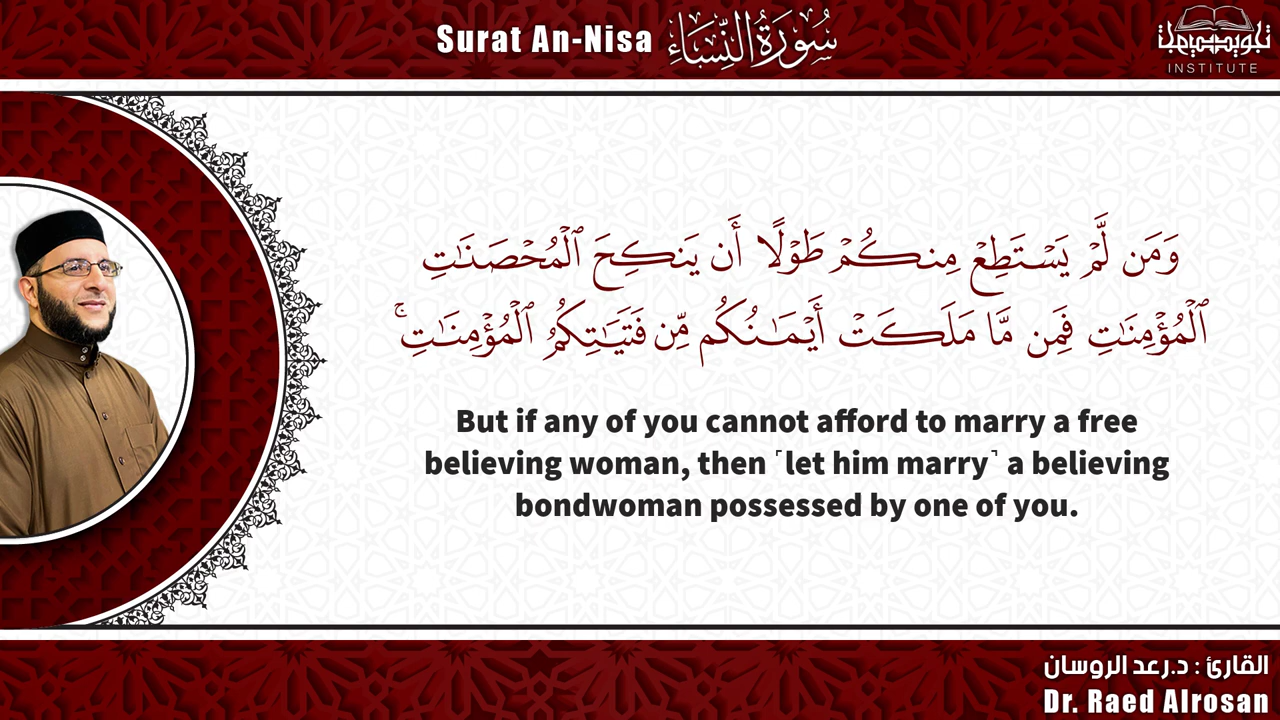 Surat An-Nisa سُورَةُ النِّسَاءِ
INSTITUTE
وَمَن لَّمْ يَسْتَطِعْ مِنكُمْ طَوْلًا أَن يَنكِحَ ٱلْمُحْصَنَـٰتِ
ٱلْمُؤْمِنَـٰتِ فَمِن مَّا مَلَكَتْ أَيْمَـٰنُكُم مِّن فَتَيَـٰتِكُمُ ٱلْمُؤْمِنَـٰتِ ۚ
But if any of you cannot afford to marry a free
believing woman, then ˹let him marry˺ a believing
bondwoman possessed by one of you.
القارئ : د.رعد الروسان
Dr. Raed Alrosan